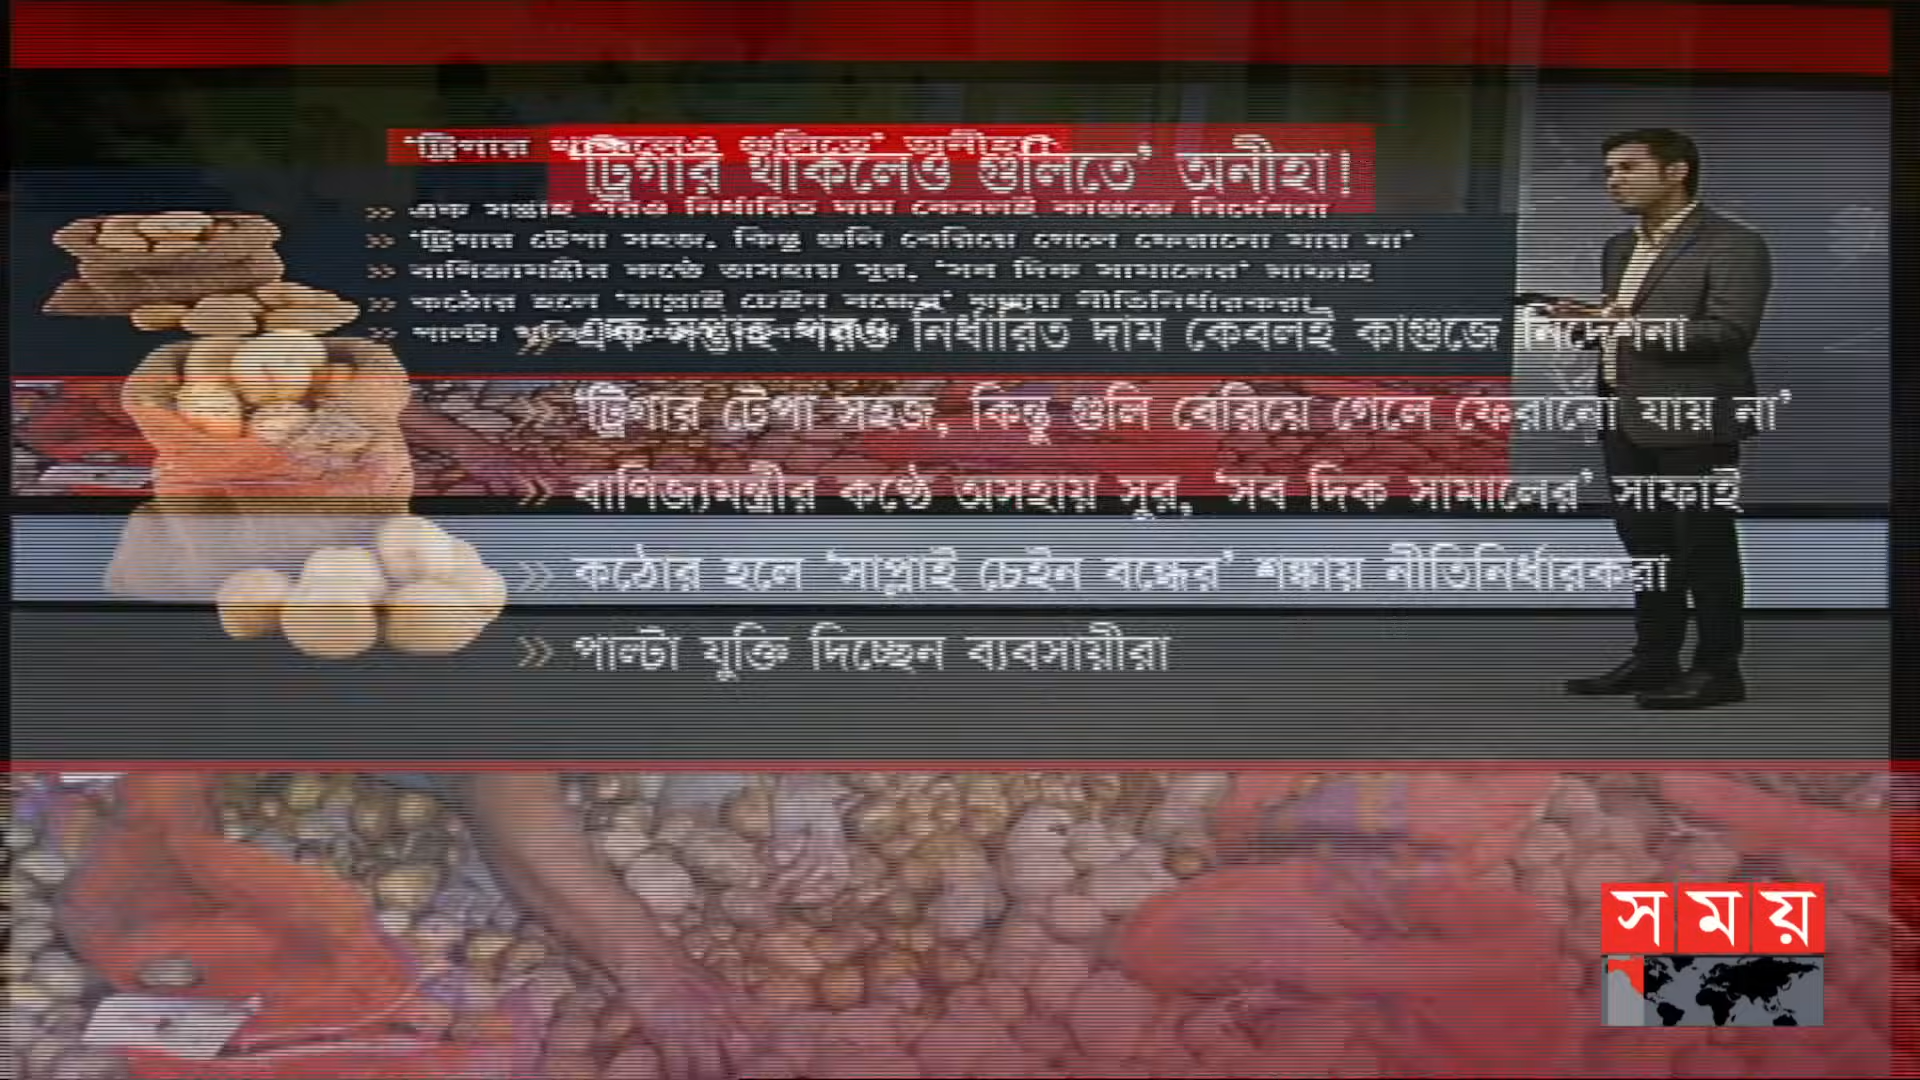 ‘ট্রিগার থাকলেও গুলিতে’ অনীহা!
» এক সপ্তাহ পরও নির্ধারিত দাম কেবলই কাগুজে নির্দেশনা
» ‘ট্রিগার টেপা সহজ, কিন্তু গুলি বেরিয়ে গেলে ফেরানো যায় না’
» বাণিজ্যমন্ত্রীর কণ্ঠে অসহায় সুর, ‘সব দিক সামালের’ সাফাই
» কঠোর হলে ‘সাপ্লাই চেইন বন্ধের’ শঙ্কায় নীতিনির্ধারকরা
» পাল্টা যুক্তি দিচ্ছেন ব্যবসায়ীরা
সময়